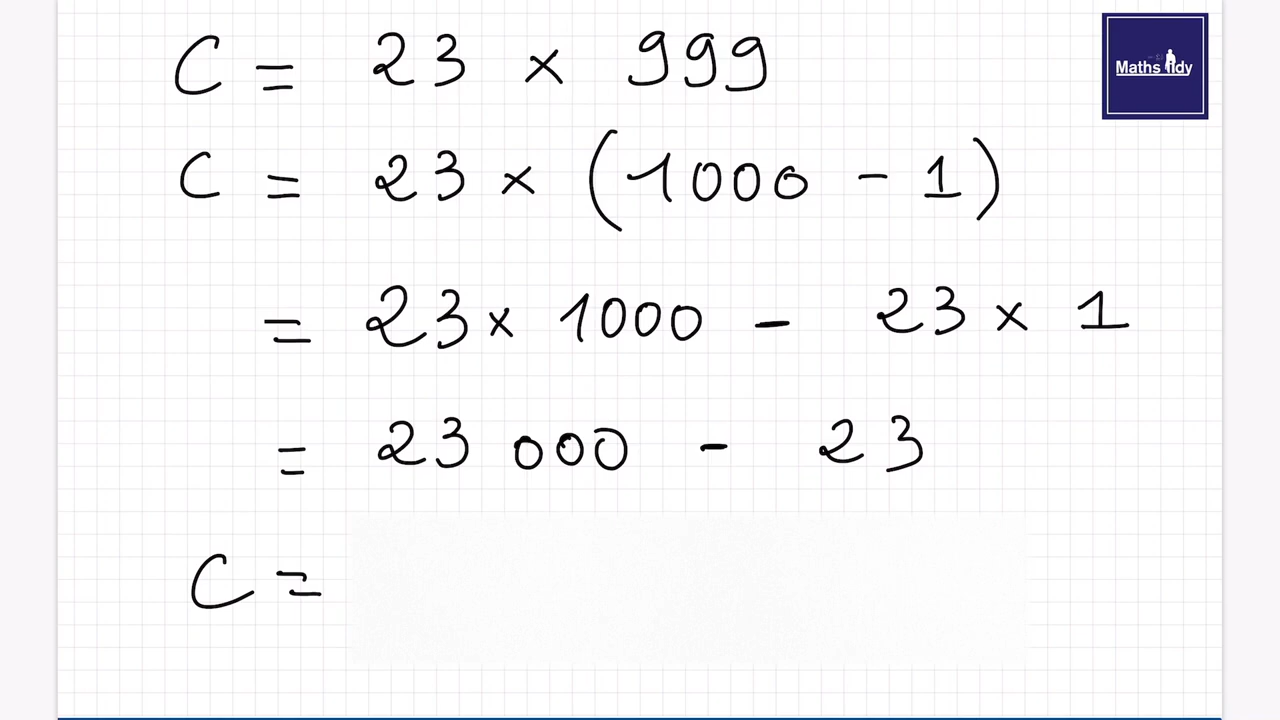 C = 23 × 999
Maths
C = 23 × (1000 - 1)
= 23 × 1000 - 23 × 1
= 23 000 - 23
C =